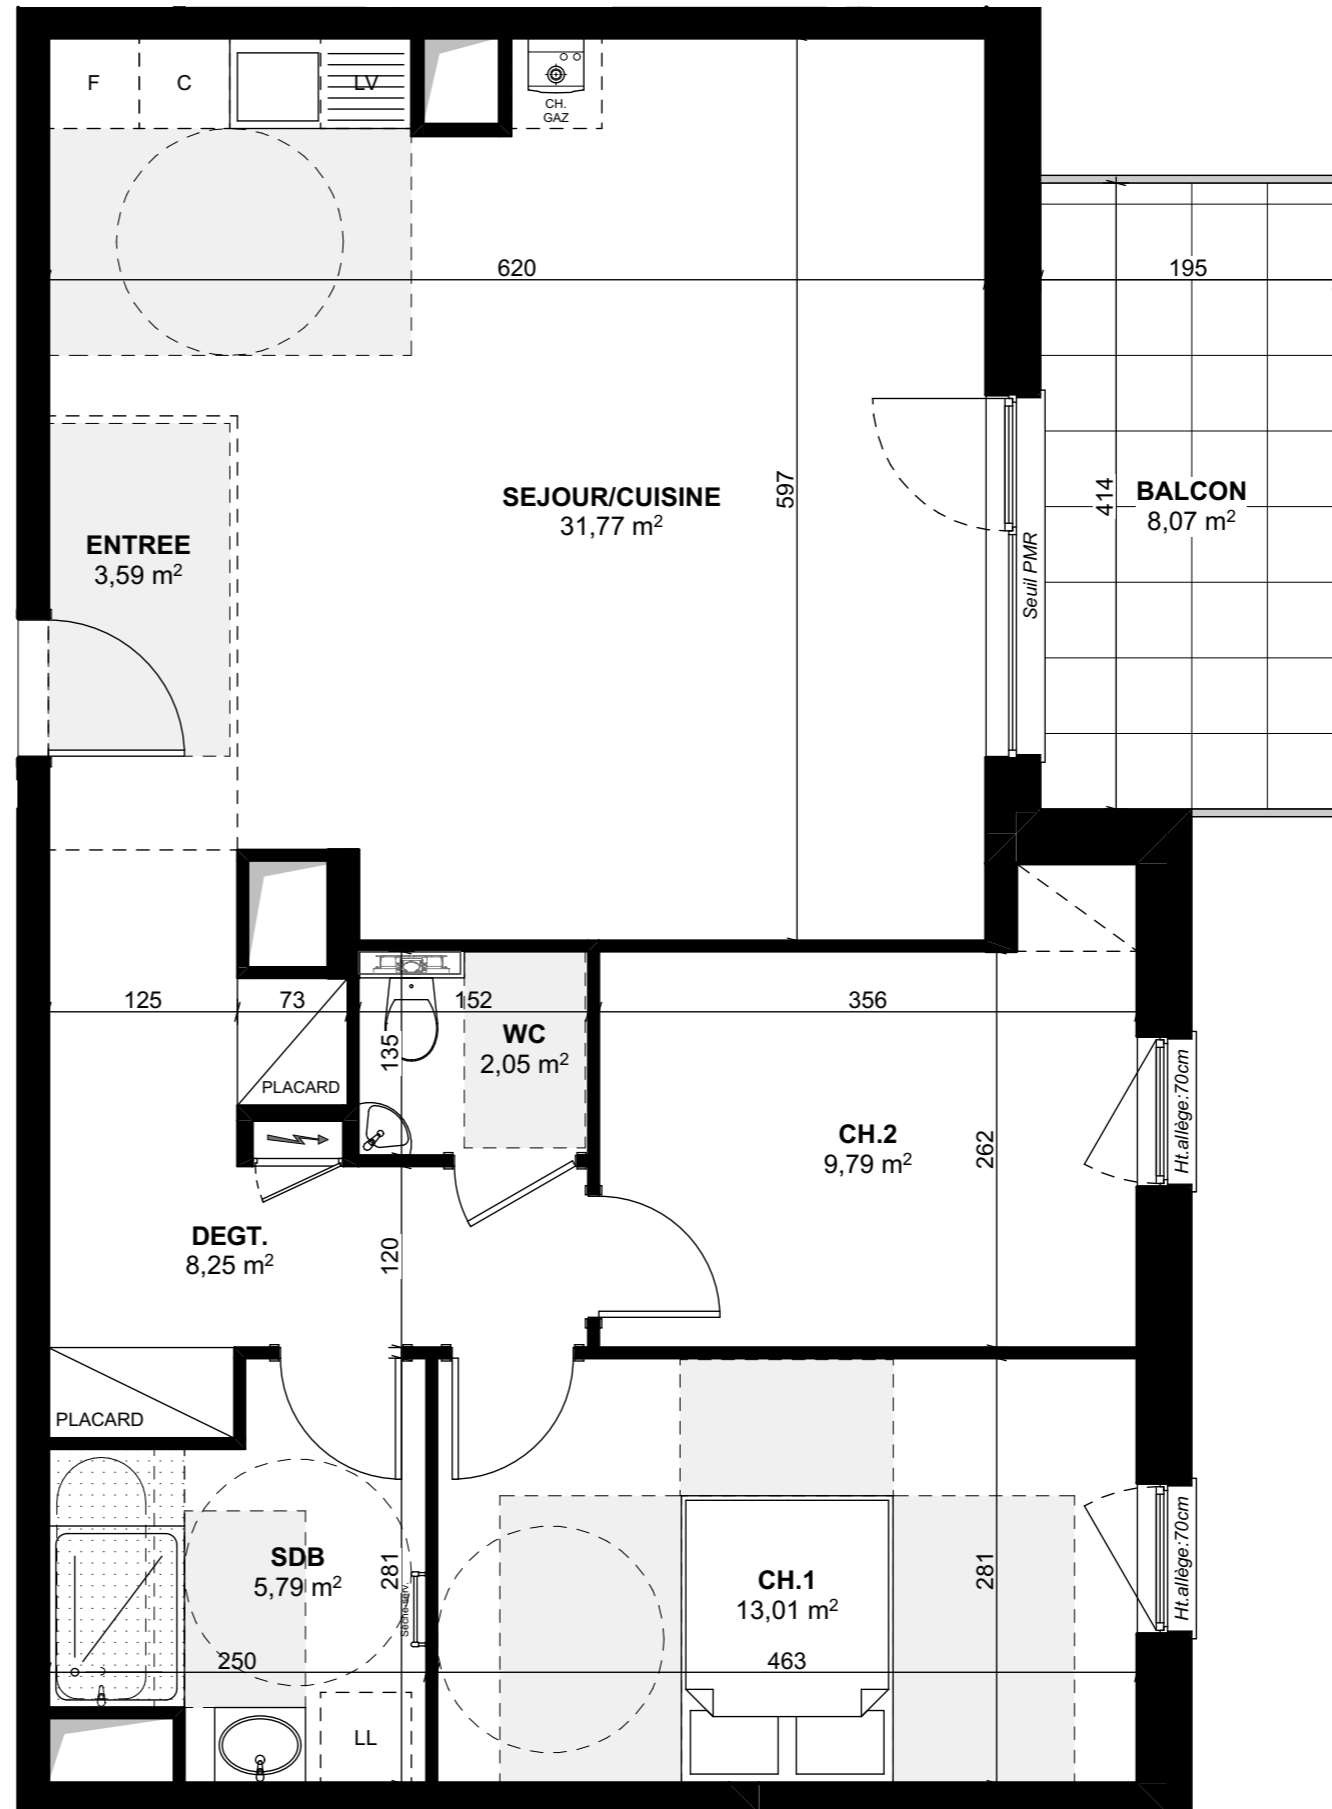 F
C
LV
CH.
GAZ
620
195
SEJOUR/CUISINE
31,77 m²
597
414
BALCON
8,07 m²
ENTREE
3,59 m²
Seuil PMR
125
73
152
356
WC
2,05 m²
135
PLACARD
Ht.allège:70cm
CH.2
9,79 m²
262
DEGT.
8,25 m²
120
PLACARD
SDB
5,79 m²
281
Sèche-serv.
CH.1
13,01 m²
281
Ht.allège:70cm
250
463
LL